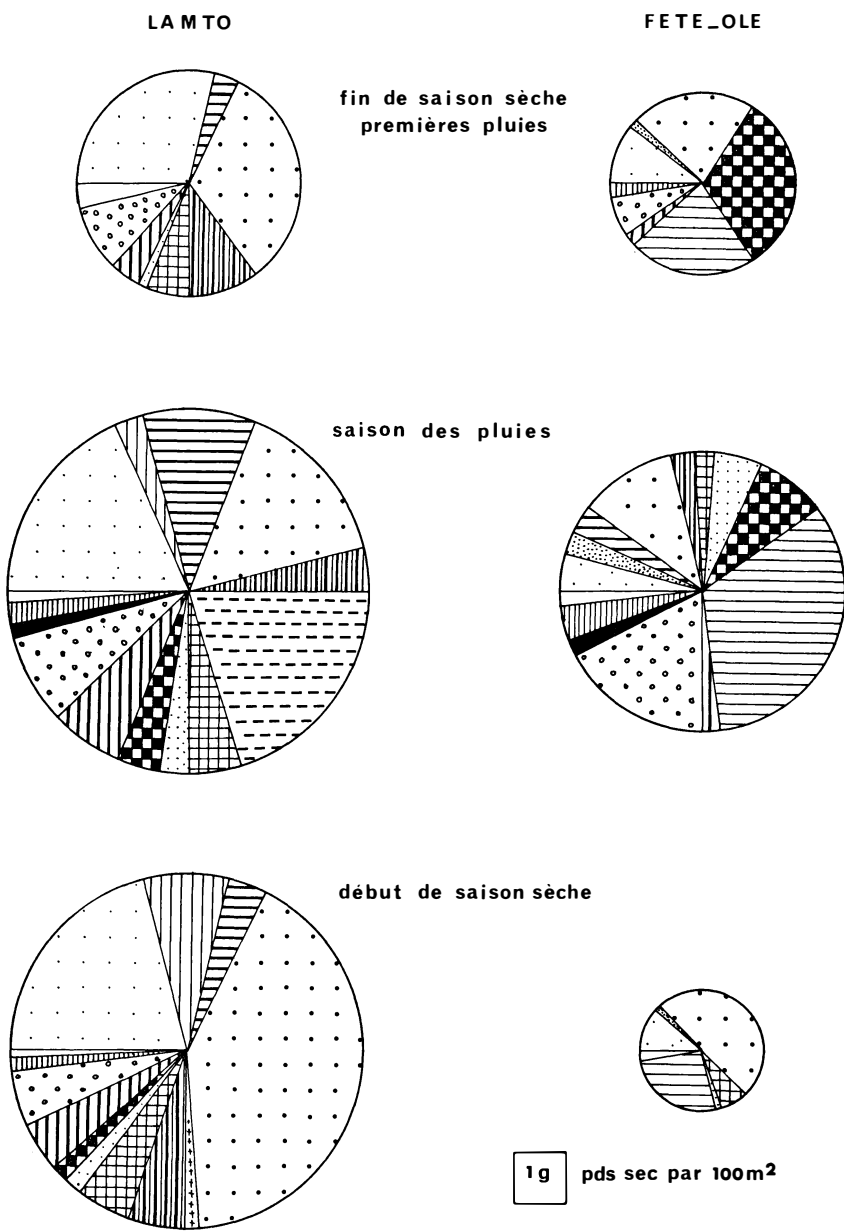 LAMTO
FETE_OLE
fin de saison sèche
premières pluies
saison des pluies
début de saison sèche
1g pds sec par 100m²